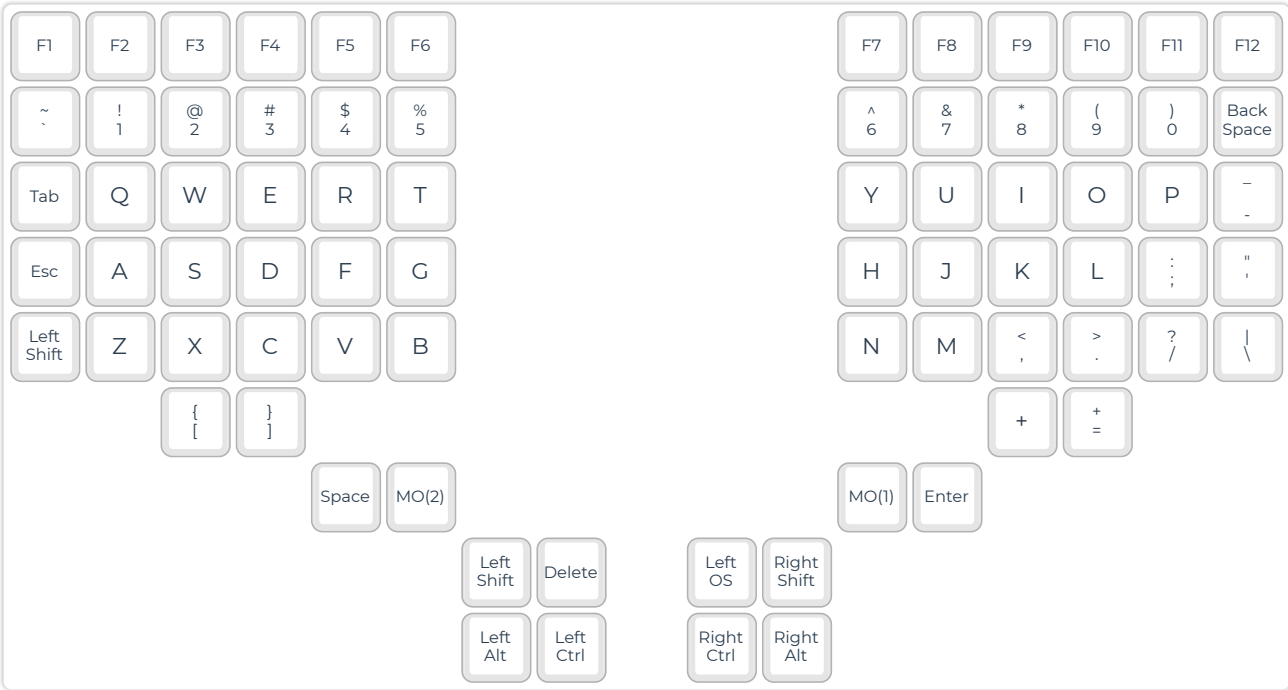 F1 F2 F3 F4 F5 F6 F7 F8 F9 F10 F11 F12
~ ! @ # $ % ^ & * ( ) Back
` 1 2 3 4 5 6 7 8 9 0 Space
Tab Q W E R T Y U I O P _
-
Esc A S D F G H J K L : "
; '
Left < > ? |
Shift Z X C V B N M , . / \
{ } + +
[ ] =
Space MO(2) MO(1) Enter
Left Delete Left Right
Shift OS Shift
Left Left Right Right
Alt Ctrl Ctrl Alt